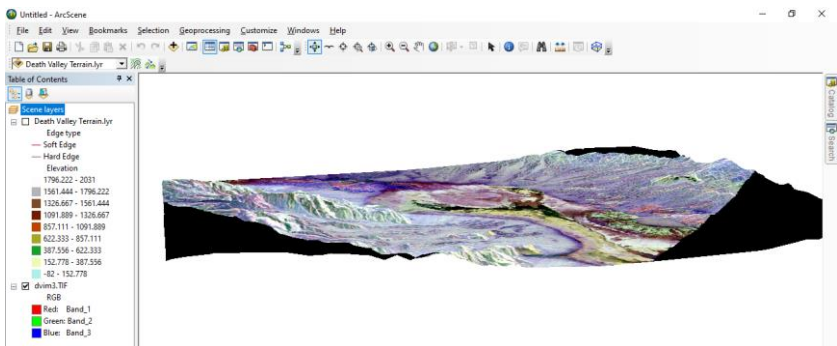 Untitled - ArcScene
File Edit View Bookmarks Selection Geoprocessing Customize Windows Help
Death Valley Terrain.lyr
Table of Contents
Scene layers
Death Valley Terrain.lyr
Edge type
Soft Edge
Hard Edge
Elevation
1796.222 - 2031
1561.444 - 1796.222
1326.667 - 1561.444
1091.889 - 1326.667
857.111 - 1091.889
622.333 - 857.111
387.556 - 622.333
152.778 - 387.556
-82 - 152.778
dvim3.TIF
RGB
Red: Band_1
Green: Band_2
Blue: Band_3
Catalog
Search